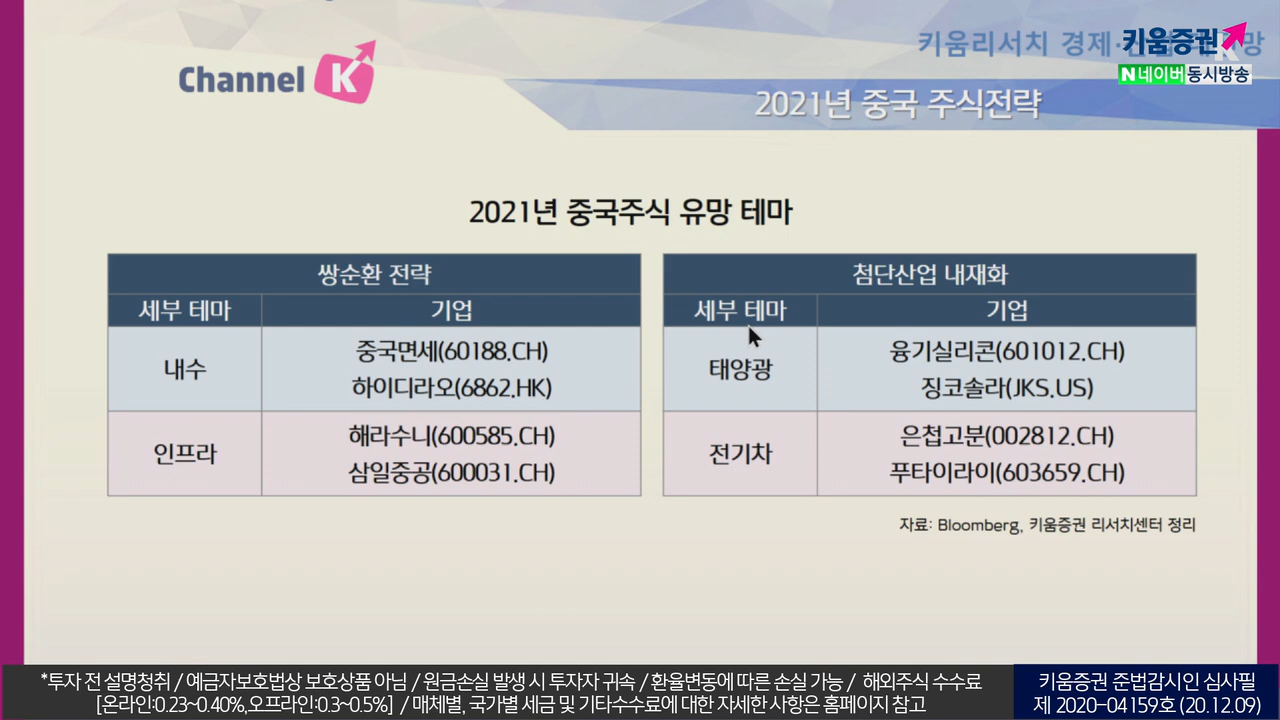 키움리서치 경제
키움증권
Channel K
N 네이버 동시방송
2021년 중국 주식전략
2021년 중국주식 유망 테마
쌍순환 전략
세부 테마 기업
내수
중국면세(60188.CH)
하이디라오(6862.HK)
인프라
해라수니(600585.CH)
삼일중공(600031.CH)
첨단산업 내재화
세부 테마 기업
태양광
융기실리콘(601012.CH)
징코솔라(JKS.US)
전기차
은첩고분(002812.CH)
푸타이라이(603659.CH)
자료: Bloomberg, 키움증권 리서치센터 정리
*투자 전 설명청취 / 예금자보호법상 보호상품 아님 / 원금손실 발생 시 투자자 귀속 / 환율변동에 따른 손실 가능 / 해외주식 수수료
[온라인:0.23~0.40%,오프라인:0.3~0.5%] / 매체별, 국가별 세금 및 기타수수료에 대한 자세한 사항은 홈페이지 참고
키움증권 준법감시인 심사필
제 2020-04159호 (20.12.09)